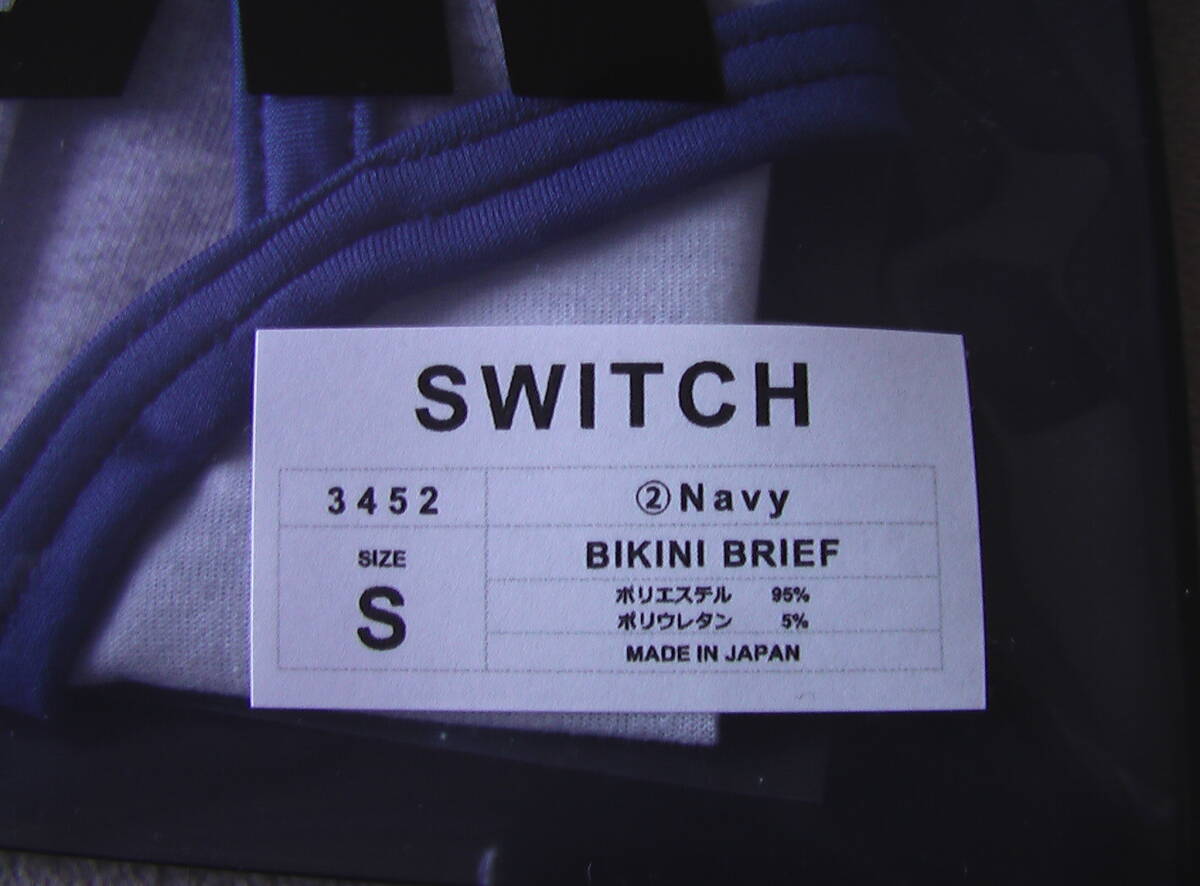 SWITCH
3452
②Navy
SIZE
S
BIKINI BRIEF
ポリエステル 95%
ポリウレタン 5%
MADE IN JAPAN